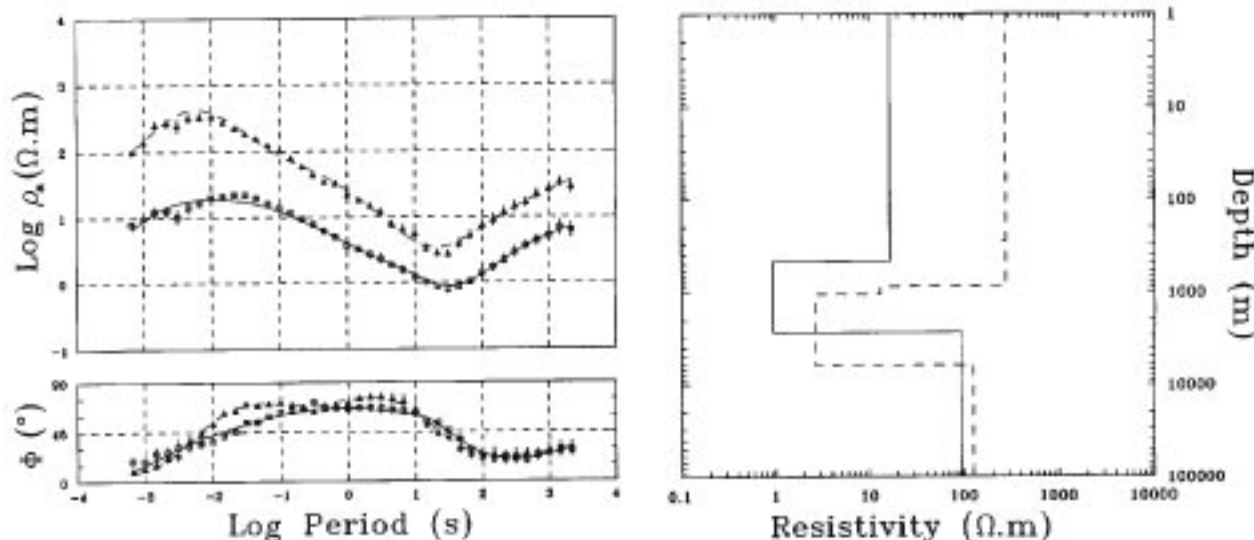 4
3
2
1
0
-1
Log ρₐ(Ω.m)
90
45
0
Φ (°)
-4 -3 -2 -1 0 1 2 3 4
Log Period (s)
1
10
100
1000
10000
100000
Depth (m)
0.1 1 10 100 1000 10000
Resistivity (Ω.m)